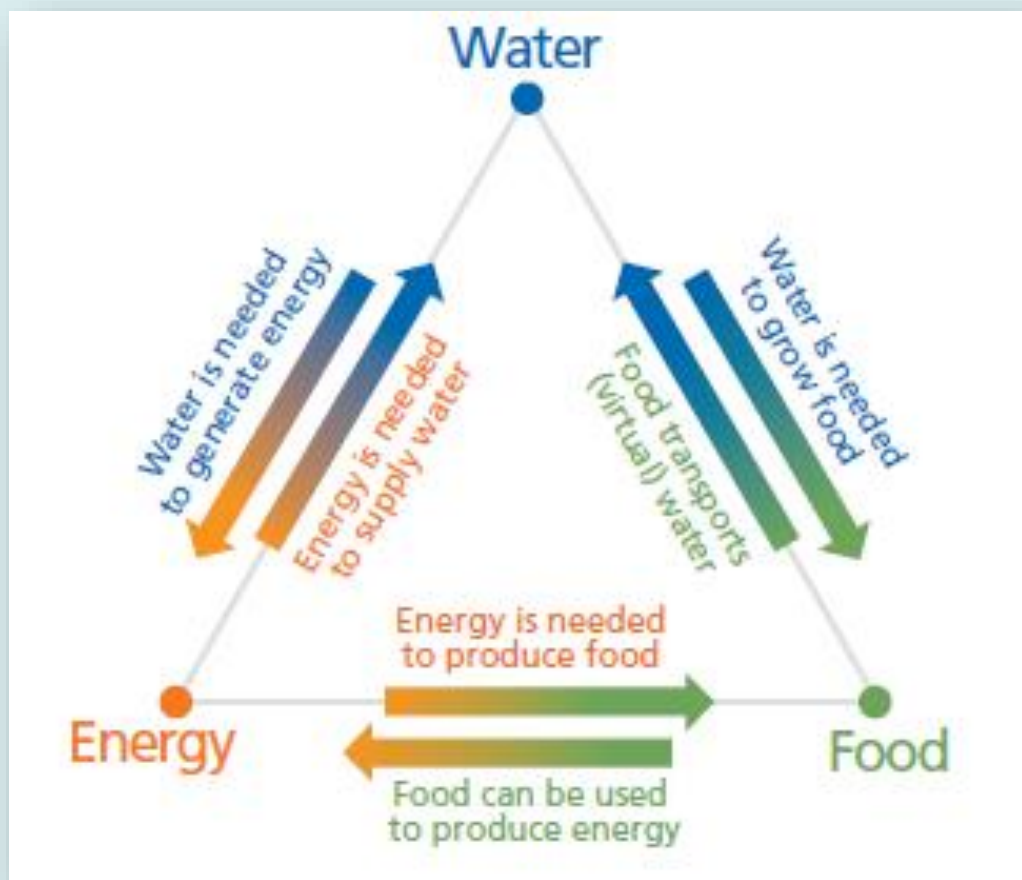 Water
Water is needed
to generate energy
Energy is needed
to supply water
Food transports
(virtual) water
Water is needed
to grow food
Energy is needed
to produce food
Energy
Food
Food can be used
to produce energy